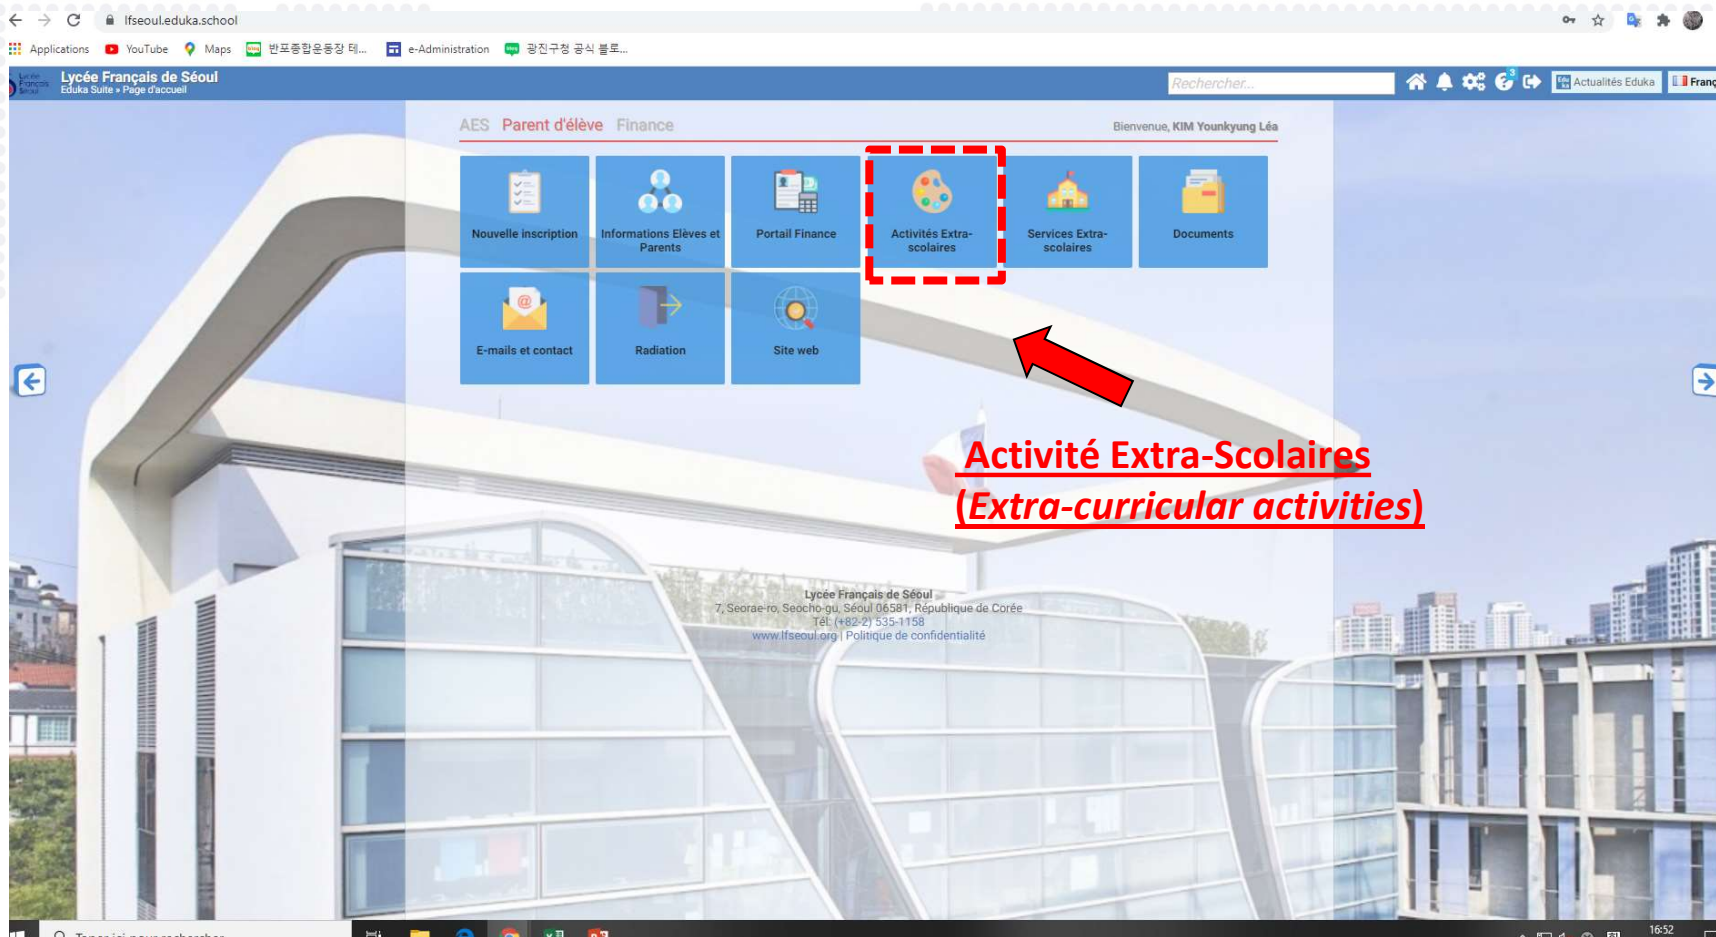 lfseoul.eduka.school
Applications YouTube Maps 반포종합운동장 테... e-Administration 광진구청 공식 블로...
Lycée Français de Séoul
Eduka Suite » Page d'accueil
Rechercher...
3
Actualités Eduka
Franç
AES Parent d'élève Finance
Bienvenue, KIM Younkyung Léa
Nouvelle inscription
Informations Elèves et
Parents
Portail Finance
Activités Extra-
scolaires
Services Extra-
scolaires
Documents
E-mails et contact
Radiation
Site web
Activité Extra-Scolaires
(Extra-curricular activities)
Lycée Français de Séoul
7, Seorae-ro, Seocho-gu, Séoul 06581, République de Corée
Tél: (+82-2) 535-1158
www.lfseoul.org | Politique de confidentialité
16:52